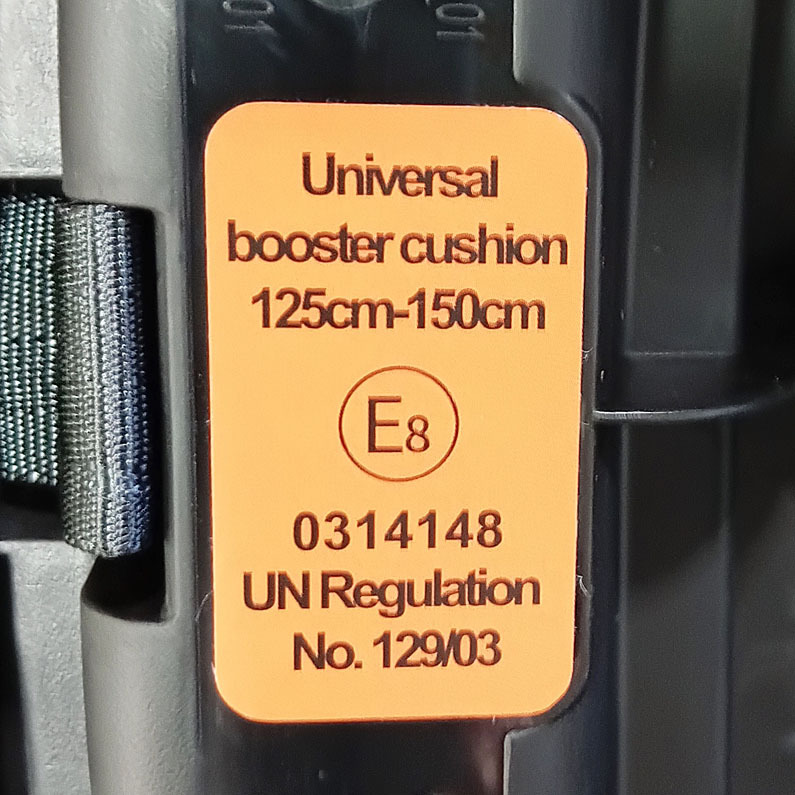 Universal
booster cushion
125cm-150cm
E8
0314148
UN Regulation
No. 129/03